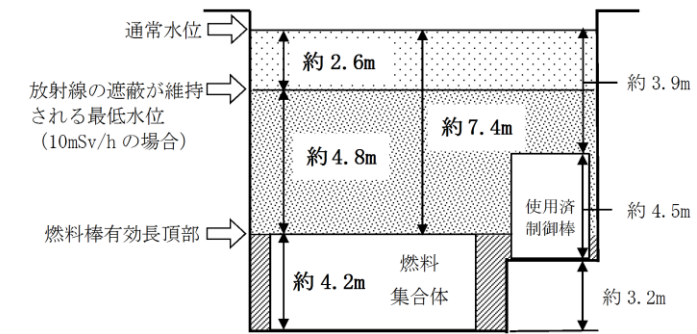 通常水位
約 2.6m
約 3.9m
放射線の遮蔽が維持
される最低水位
(10mSv/h の場合)
約 7.4m
約 4.8m
使用済
制御棒
約 4.5m
燃料棒有効長頂部
約 4.2m
燃料
集合体
約 3.2m